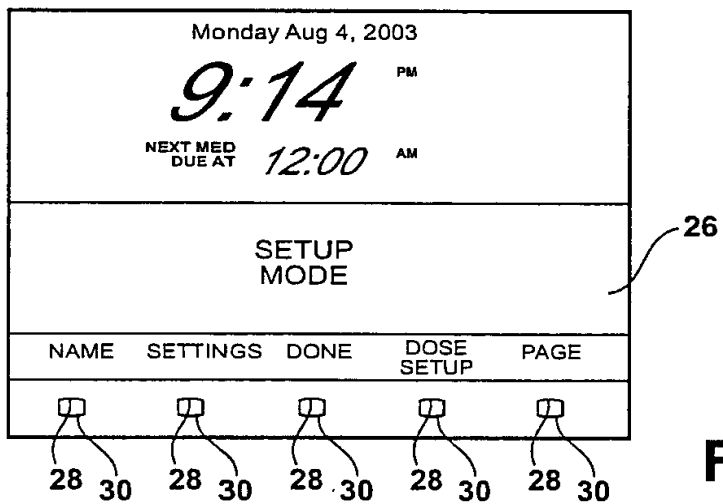 Monday Aug 4, 2003
9:14 PM
NEXT MED
DUE AT 12:00 AM
SETUP
MODE
26
NAME SETTINGS DONE DOSE SETUP PAGE
28 30 28 30 28 30 28 30 28 30
F